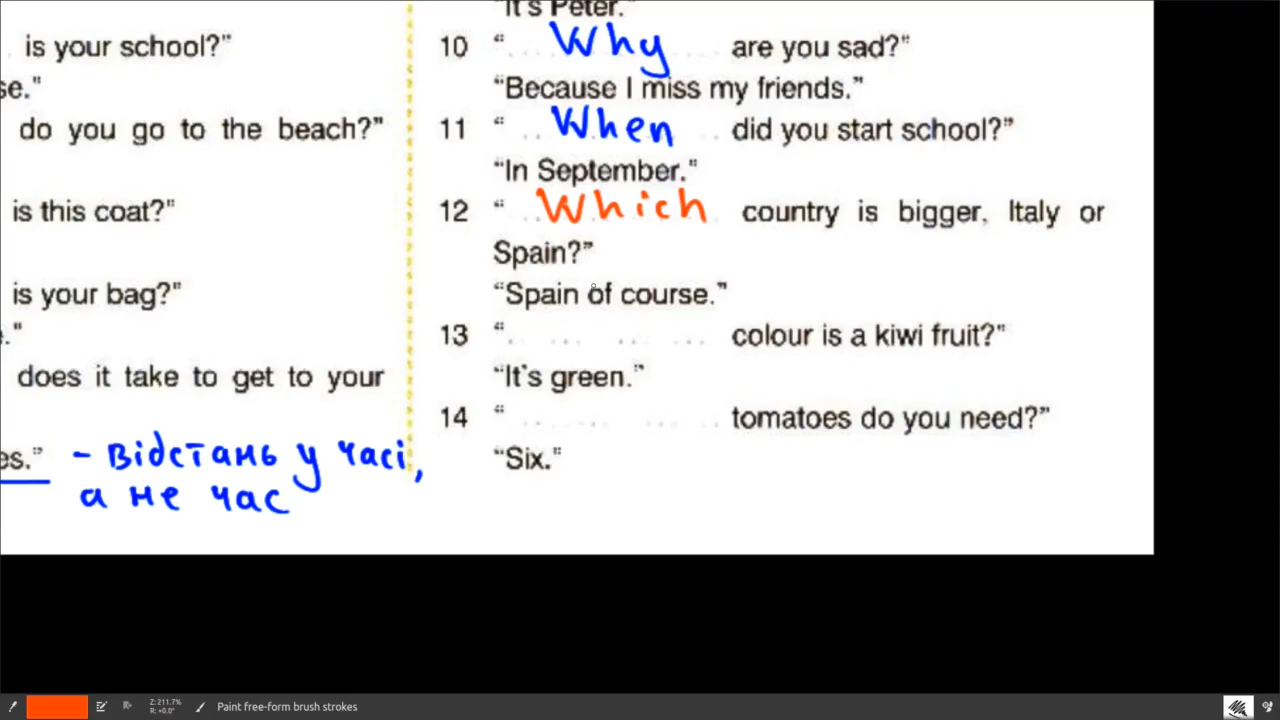 is your school?"
se."
do you go to the beach?"
is this coat?"
is your bag?"
."
does it take to get to your
es." - відстань у часі,
а не час
"It's Peter."
10 " Why are you sad?"
"Because I miss my friends."
11 " When did you start school?"
"In September."
12 " Which country is bigger, Italy or
Spain?"
"Spain of course."
13 " colour is a kiwi fruit?"
"It's green."
14 " tomatoes do you need?"
"Six."
Z: 211.7%
R: +0.0°
Paint free-form brush strokes